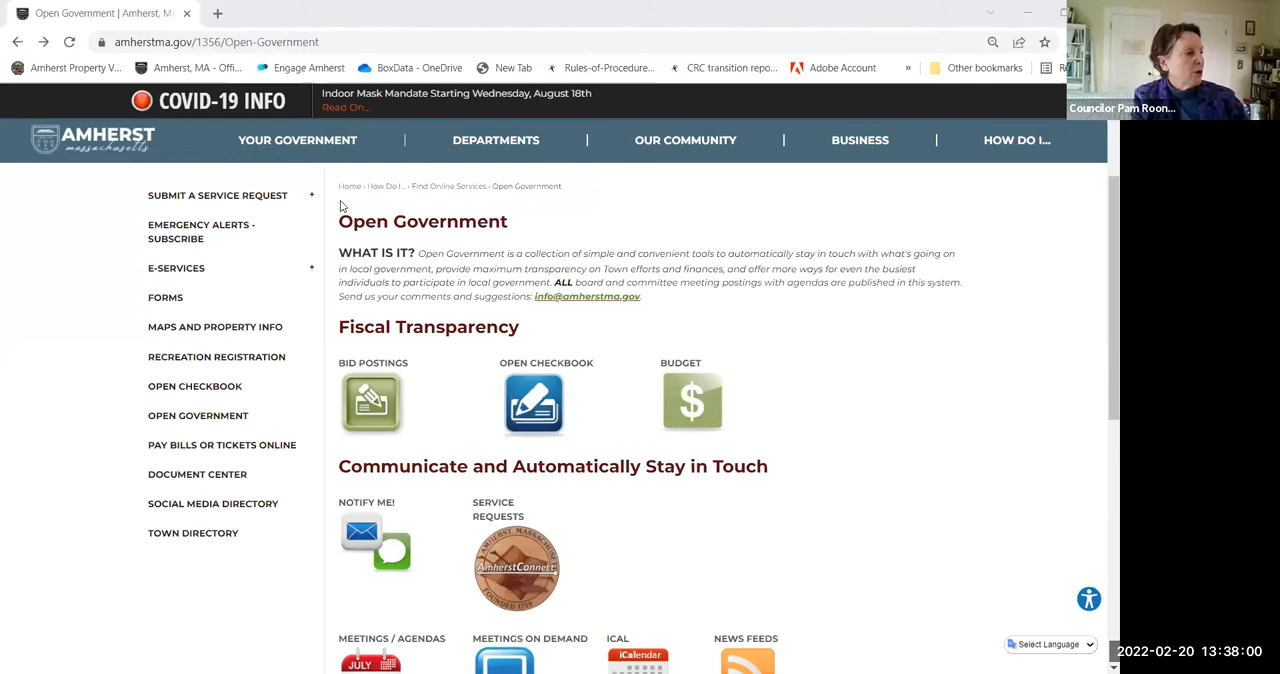 Open Government | Amherst, M
amherstma.gov/1356/Open-Government
Amherst Property V... Amherst, MA - Offi... Engage Amherst BoxData - OneDrive New Tab Rules-of-Procedure... CRC transition repo... Adobe Account » Other bookmarks
Councilor Pam Roon...
COVID-19 INFO
Indoor Mask Mandate Starting Wednesday, August 18th
Read On...
AMHERST
massachusetts
YOUR GOVERNMENT | DEPARTMENTS | OUR COMMUNITY | BUSINESS | HOW DO I...
SUBMIT A SERVICE REQUEST +
EMERGENCY ALERTS -
SUBSCRIBE
E-SERVICES +
FORMS
MAPS AND PROPERTY INFO
RECREATION REGISTRATION
OPEN CHECKBOOK
OPEN GOVERNMENT
PAY BILLS OR TICKETS ONLINE
DOCUMENT CENTER
SOCIAL MEDIA DIRECTORY
TOWN DIRECTORY
Home › How Do I... › Find Online Services › Open Government
Open Government
WHAT IS IT? Open Government is a collection of simple and convenient tools to automatically stay in touch with what's going on
in local government, provide maximum transparency on Town efforts and finances, and offer more ways for even the busiest
individuals to participate in local government. ALL board and committee meeting postings with agendas are published in this system.
Send us your comments and suggestions: info@amherstma.gov.
Fiscal Transparency
BID POSTINGS OPEN CHECKBOOK BUDGET
$
Communicate and Automatically Stay in Touch
NOTIFY ME!
SERVICE
REQUESTS
AMHERST, MASSACHUSETTS
AmherstConnect
FOUNDED 1759
MEETINGS / AGENDAS MEETINGS ON DEMAND ICAL NEWS FEEDS
JULY
iCalendar
Select Language
2022-02-20 13:38:00